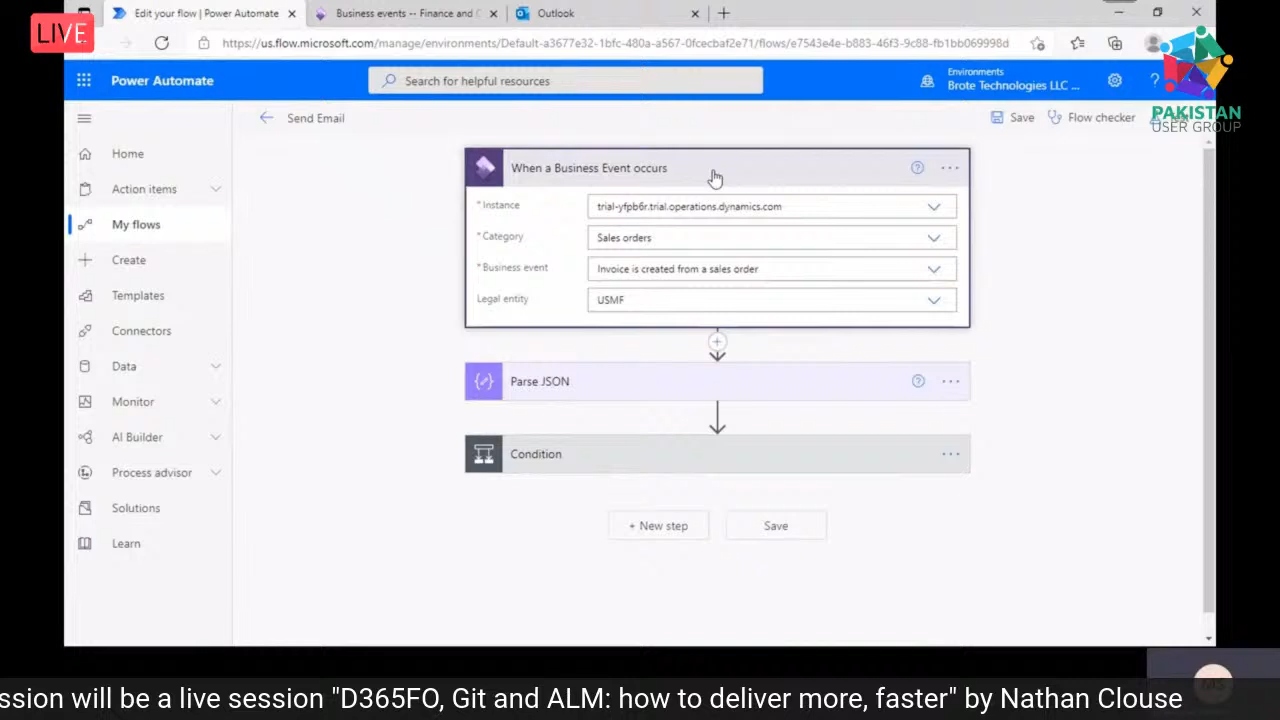 LIVE
Edit your flow | Power Automate
Business events -- Finance and
Outlook
https://us.flow.microsoft.com/manage/environments/Default-a3677e32-1bfc-480a-a567-0fcecbaf2e71/flows/e7543e4e-b883-46f3-9c88-fb1bb069998d
Power Automate
Search for helpful resources
Environments
Brote Technologies LLC ...
PAKISTAN
USER GROUP
Send Email
Save
Flow checker
Home
Action items
My flows
Create
Templates
Connectors
Data
Monitor
AI Builder
Process advisor
Solutions
Learn
When a Business Event occurs
* Instance
trial-yfpb6r.trial.operations.dynamics.com
* Category
Sales orders
* Business event
Invoice is created from a sales order
Legal entity
USMF
Parse JSON
Condition
+ New step
Save
MS
ssion will be a live session "D365FO, Git and ALM: how to deliver more, faster" by Nathan Clouse